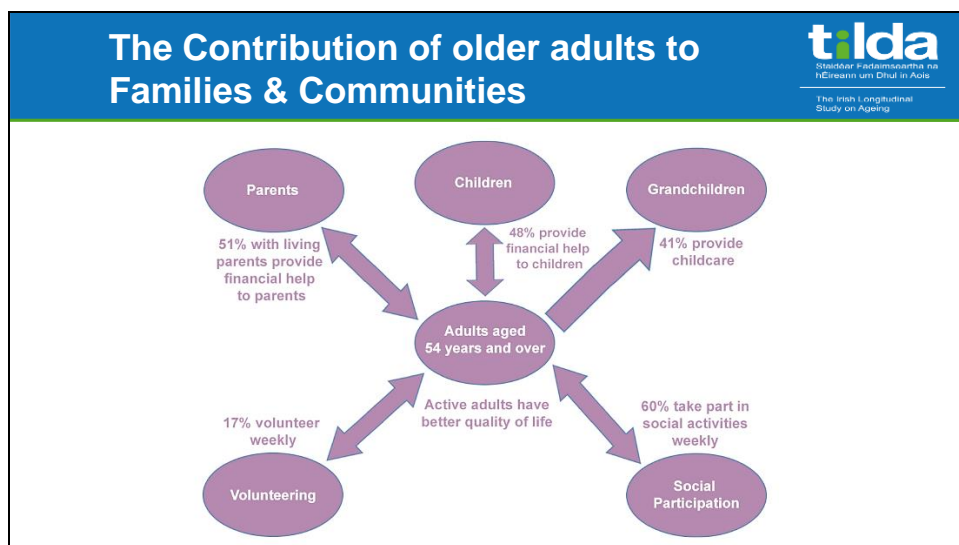 The Contribution of older adults to
Families & Communities
tilda
Staidéar Fadaimseartha na
hÉireann um Dhul in Aois
The Irish Longitudinal
Study on Ageing
Parents
Children
Grandchildren
51% with living
parents provide
financial help
to parents
48% provide
financial help
to children
41% provide
childcare
Adults aged
54 years and over
17% volunteer
weekly
Active adults have
better quality of life
60% take part in
social activities
weekly
Volunteering
Social
Participation